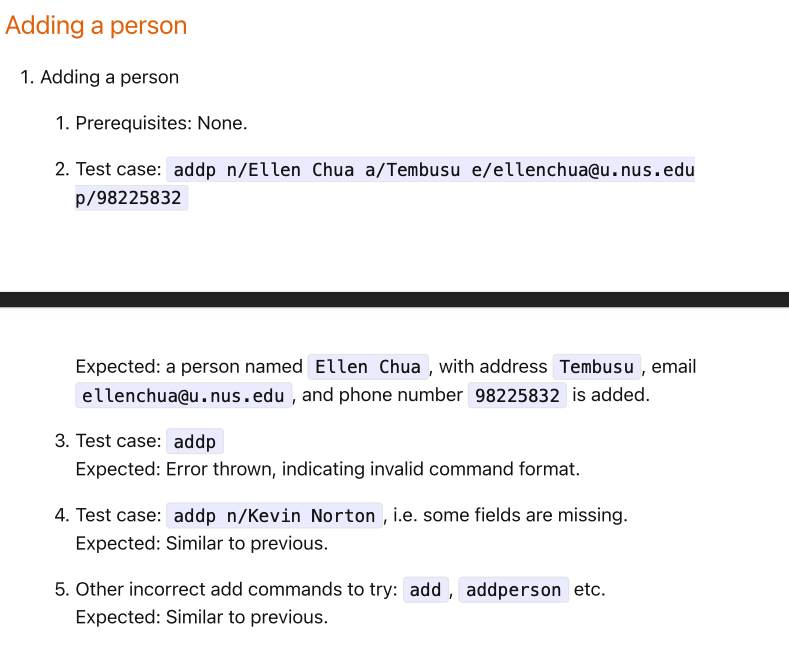 Adding a person
1. Adding a person
1. Prerequisites: None.
2. Test case: addp n/Ellen Chua a/Tembusu e/ellenchua@u.nus.edu
p/98225832
Expected: a person named Ellen Chua, with address Tembusu, email
ellenchua@u.nus.edu, and phone number 98225832 is added.
3. Test case: addp
Expected: Error thrown, indicating invalid command format.
4. Test case: addp n/Kevin Norton, i.e. some fields are missing.
Expected: Similar to previous.
5. Other incorrect add commands to try: add, addperson etc.
Expected: Similar to previous.